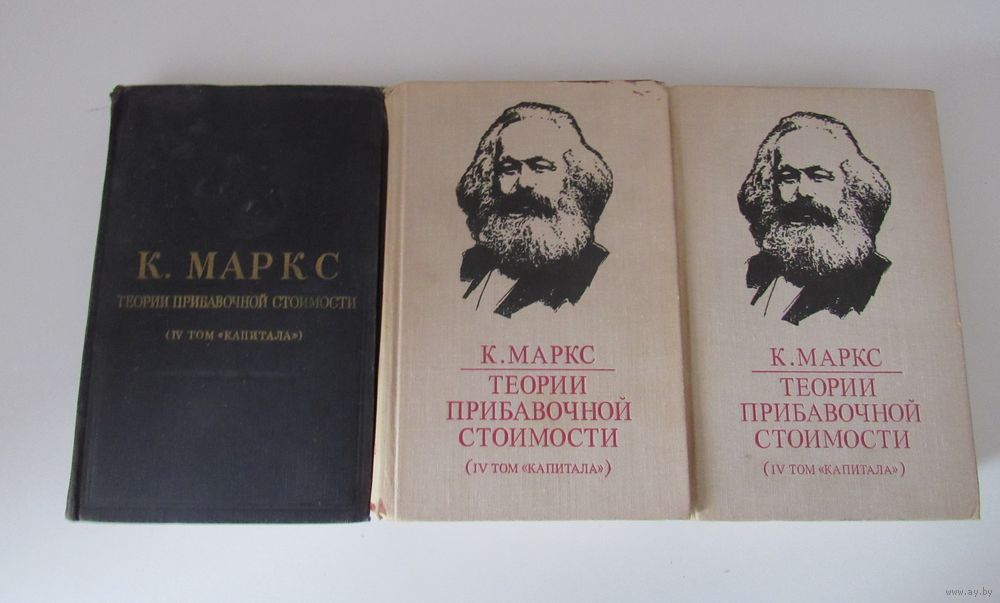 К. МАРКС
ТЕОРИИ ПРИБАВОЧНОЙ СТОИМОСТИ
(IV ТОМ «КАПИТАЛА»)
К. МАРКС
ТЕОРИИ
ПРИБАВОЧНОЙ
СТОИМОСТИ
(IV ТОМ «КАПИТАЛА»)
К. МАРКС
ТЕОРИИ
ПРИБАВОЧНОЙ
СТОИМОСТИ
(IV ТОМ «КАПИТАЛА»)
www.ay.by